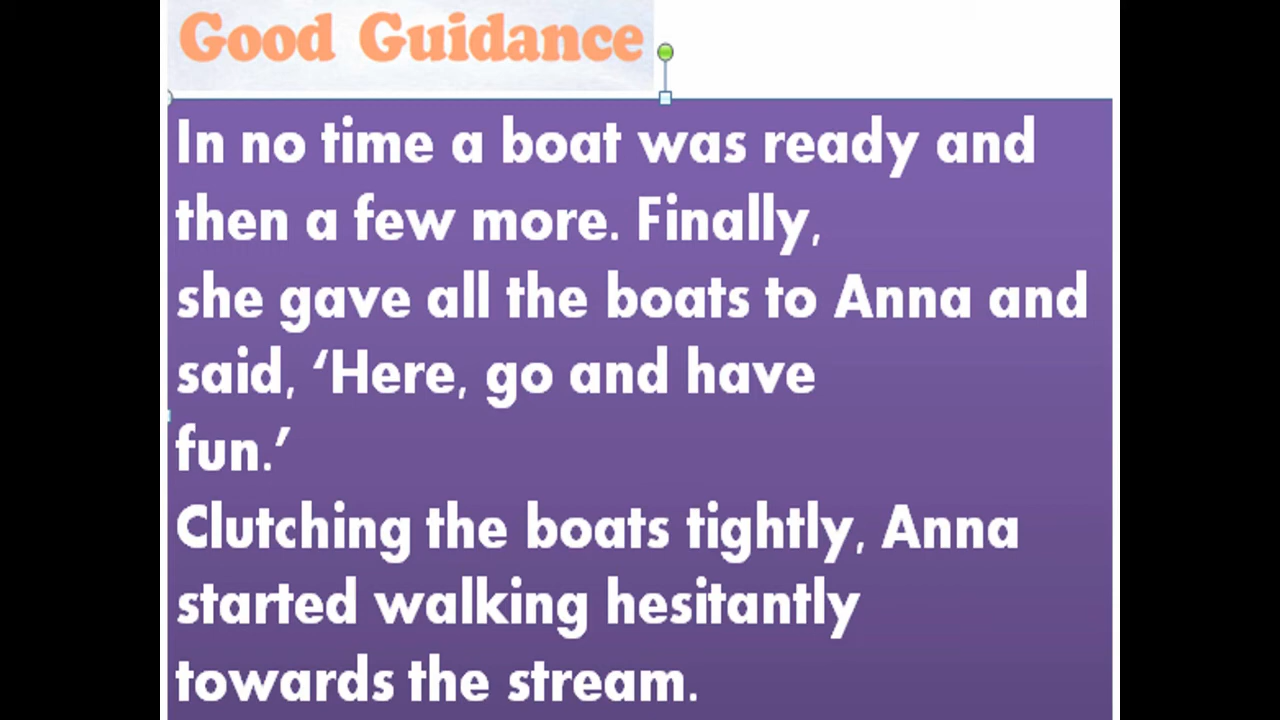 Good Guidance
In no time a boat was ready and
then a few more. Finally,
she gave all the boats to Anna and
said, ‘Here, go and have
fun.’
Clutching the boats tightly, Anna
started walking hesitantly
towards the stream.